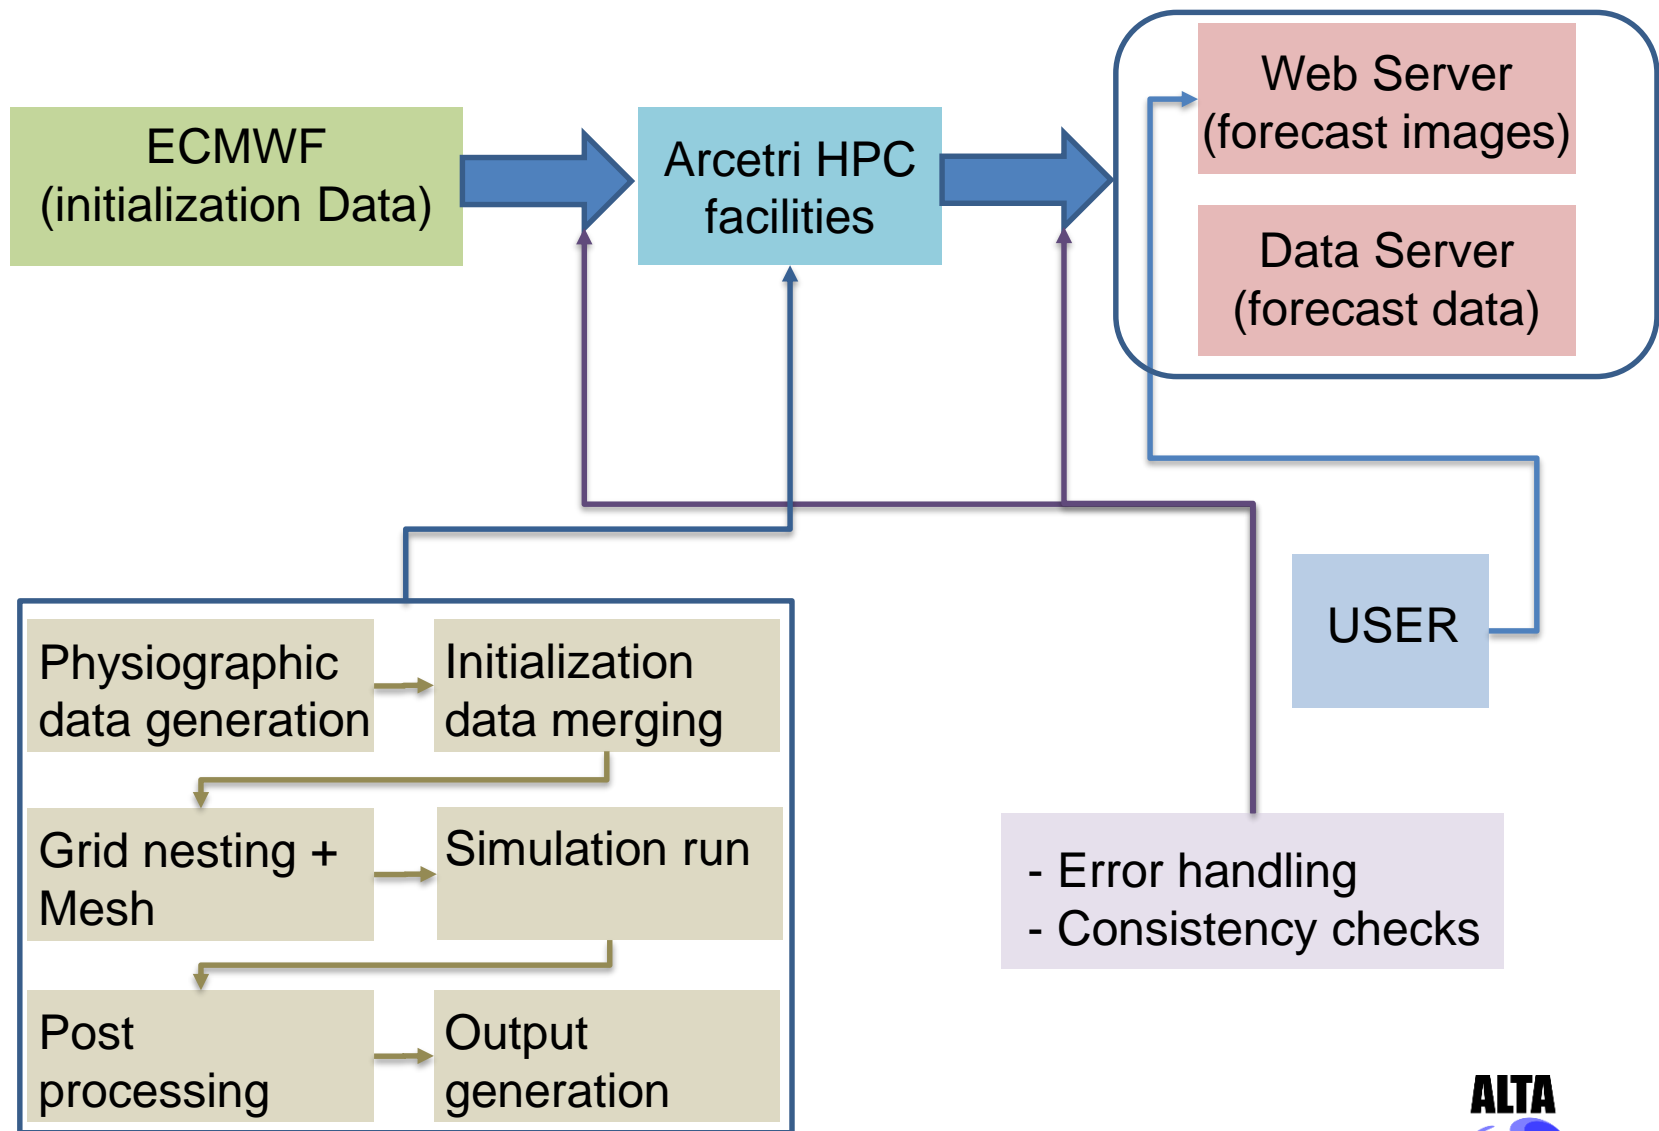 ECMWF
(initialization Data)
Arcetri HPC
facilities
Web Server
(forecast images)
Data Server
(forecast data)
USER
Physiographic
data generation
Initialization
data merging
Grid nesting +
Mesh
Simulation run
Post
processing
Output
generation
- Error handling
- Consistency checks
ALTA